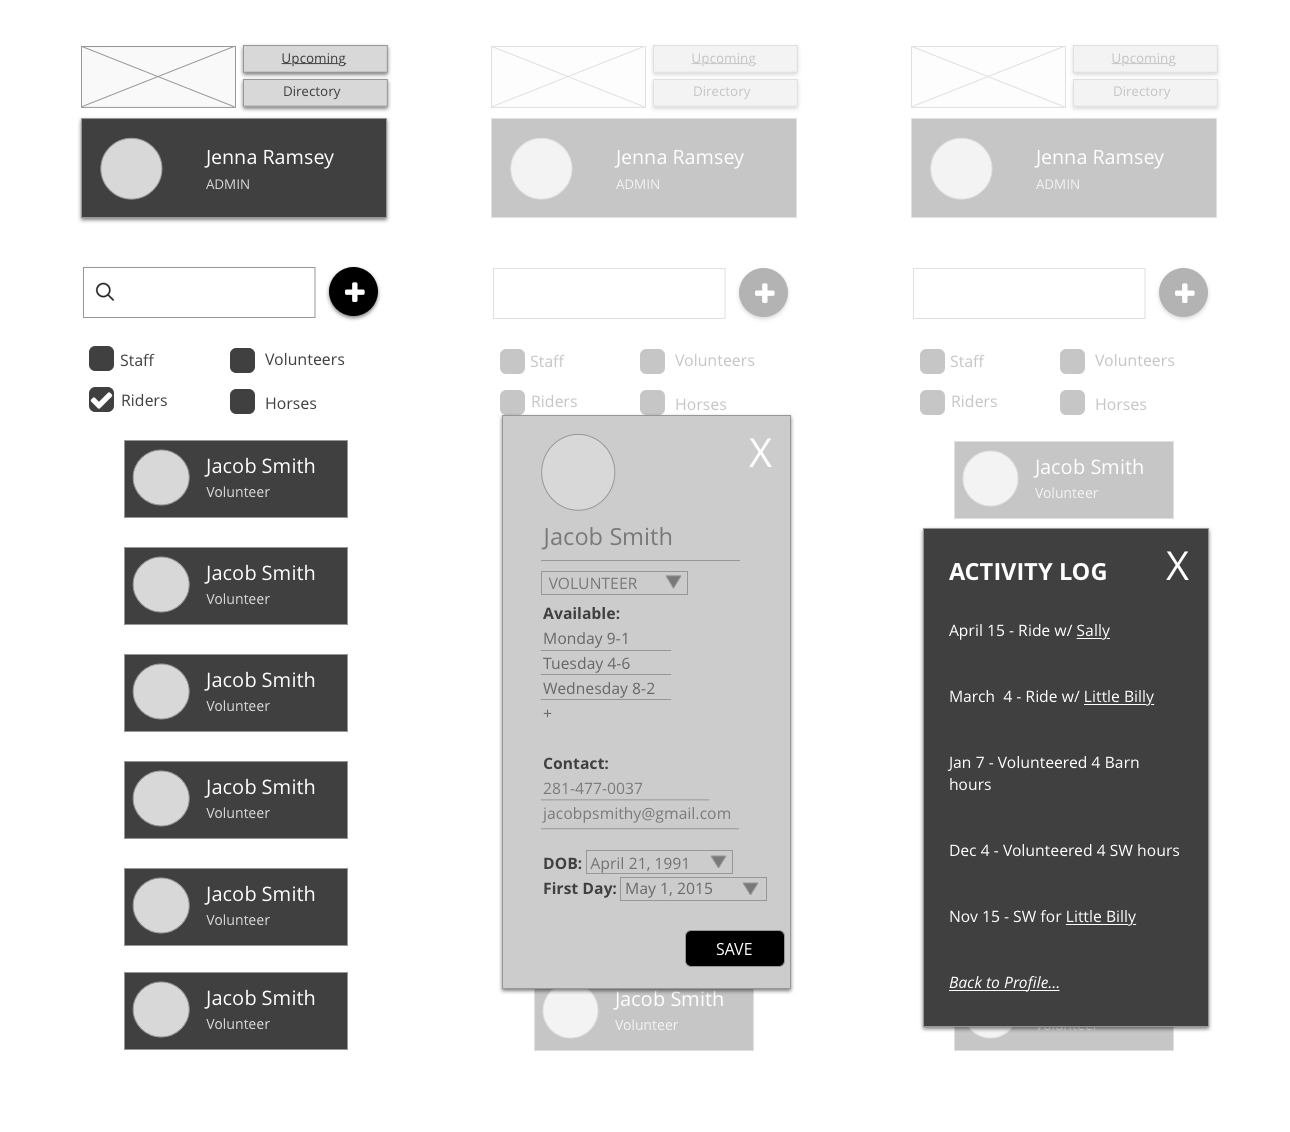 Upcoming
Directory
Jenna Ramsey
ADMIN
Staff
Volunteers
Riders
Horses
Jacob Smith
Volunteer
Jacob Smith
Volunteer
Jacob Smith
Volunteer
Jacob Smith
Volunteer
Jacob Smith
Volunteer
Jacob Smith
Volunteer
Upcoming
Directory
Jenna Ramsey
ADMIN
Staff
Volunteers
Riders
Horses
X
Jacob Smith
VOLUNTEER
Available:
Monday 9-1
Tuesday 4-6
Wednesday 8-2
+
Contact:
281-477-0037
jacobpsmithy@gmail.com
DOB: April 21, 1991
First Day: May 1, 2015
SAVE
Jacob Smith
Volunteer
Upcoming
Directory
Jenna Ramsey
ADMIN
Staff
Volunteers
Riders
Horses
Jacob Smith
Volunteer
X
ACTIVITY LOG
April 15 - Ride w/ Sally
March  4 - Ride w/ Little Billy
Jan 7 - Volunteered 4 Barn
hours
Dec 4 - Volunteered 4 SW hours
Nov 15 - SW for Little Billy
Back to Profile...